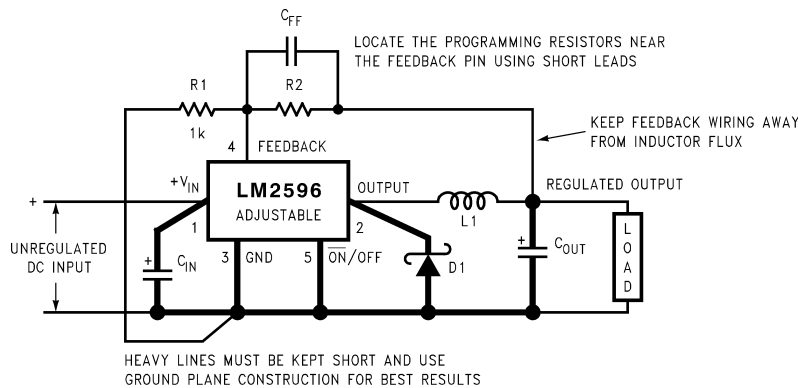 CFF
LOCATE THE PROGRAMMING RESISTORS NEAR
THE FEEDBACK PIN USING SHORT LEADS
R1
R2
1k
KEEP FEEDBACK WIRING AWAY
FROM INDUCTOR FLUX
4
FEEDBACK
+VIN
LM2596
ADJUSTABLE
OUTPUT
REGULATED OUTPUT
+
1
2
L1
UNREGULATED
DC INPUT
+
CIN
3
GND
5
ON/OFF
D1
+
COUT
LOAD
HEAVY LINES MUST BE KEPT SHORT AND USE
GROUND PLANE CONSTRUCTION FOR BEST RESULTS